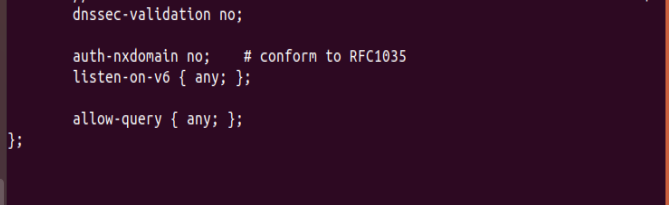 dnssec-validation no;
auth-nxdomain no;    # conform to RFC1035
listen-on-v6 { any; };
allow-query { any; };
};